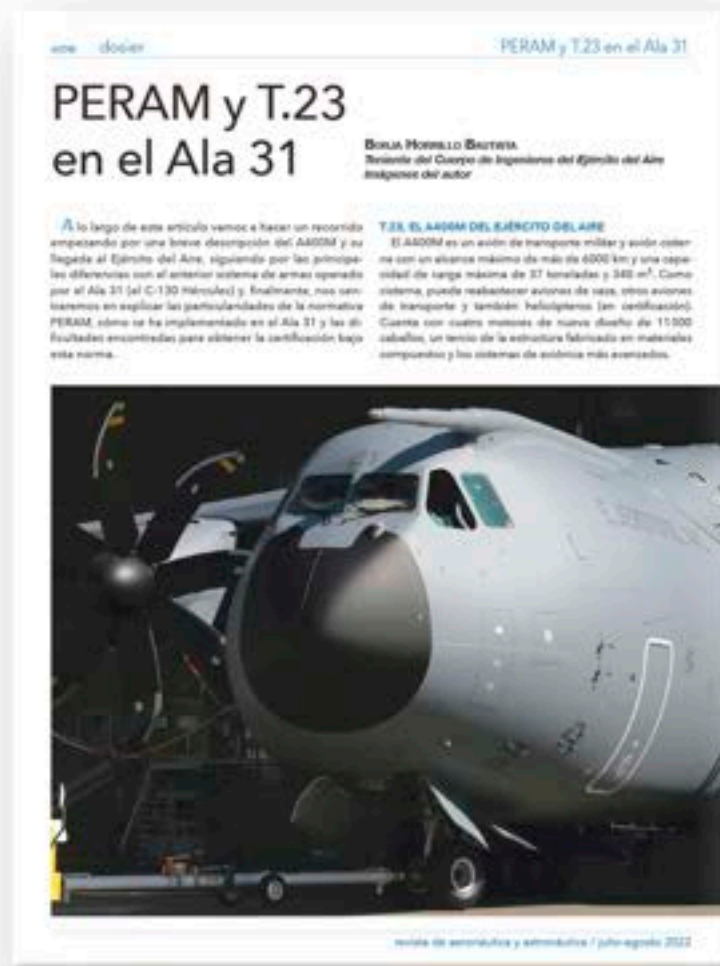 dosier
PERAM y T.23 en el Ala 31
PERAM y T.23
en el Ala 31
BORJA HORRILLO BAUTISTA
Teniente del Cuerpo de Ingenieros del Ejército del Aire
Imágenes del autor
A lo largo de este artículo vamos a hacer un recorrido
empezando por una breve descripción del A400M y su
llegada al Ejército del Aire, siguiendo por las principa-
les diferencias con el anterior sistema de armas operado
por el Ala 31 (el C-130 Hércules) y, finalmente, nos cen-
traremos en explicar las particularidades de la normativa
PERAM, cómo se ha implementado en el Ala 31 y las di-
ficultades encontradas para obtener la certificación bajo
esta norma.
T.23, EL A400M DEL EJÉRCITO DEL AIRE
El A400M es un avión de transporte militar y avión cister-
na con un alcance máximo de más de 6000 km y una capa-
cidad de carga máxima de 37 toneladas y 340 m³. Como
cisterna, puede reabastecer aviones de caza, otros aviones
de transporte y también helicópteros (en certificación).
Cuenta con cuatro motores de nuevo diseño de 11 000
caballos, un tercio de la estructura fabricado en materiales
compuestos y los sistemas de aviónica más avanzados.
revista de aeronáutica y astronáutica / julio-agosto 2022